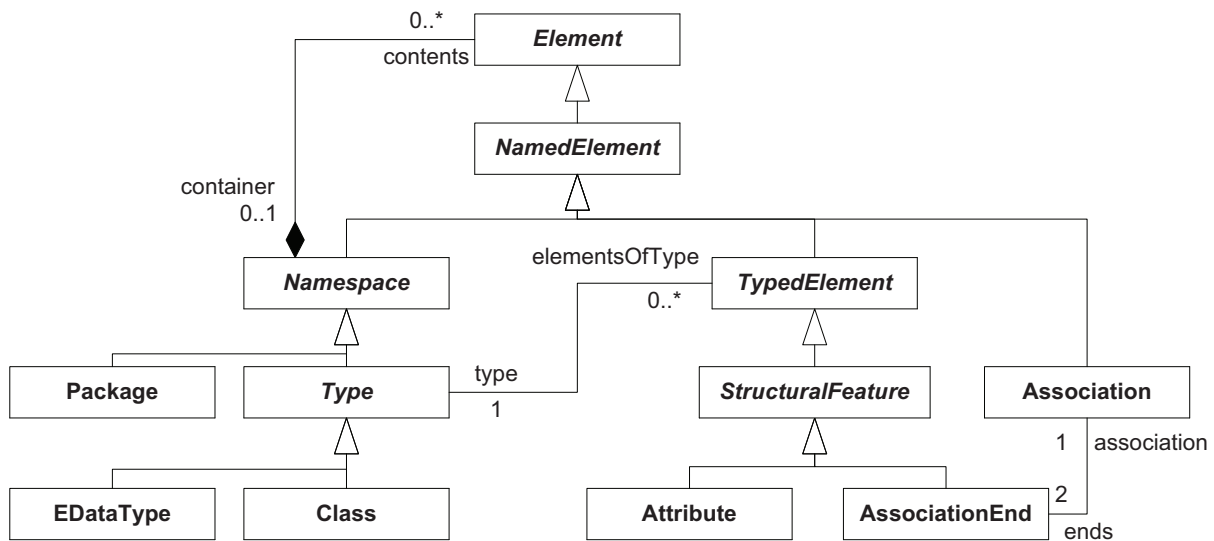 0..*
Element
contents
NamedElement
container
0..1
elementsOfType
Namespace
TypedElement
0..*
Package
Type
type
1
StructuralFeature
Association
1
association
EDataType
Class
Attribute
AssociationEnd
2
ends